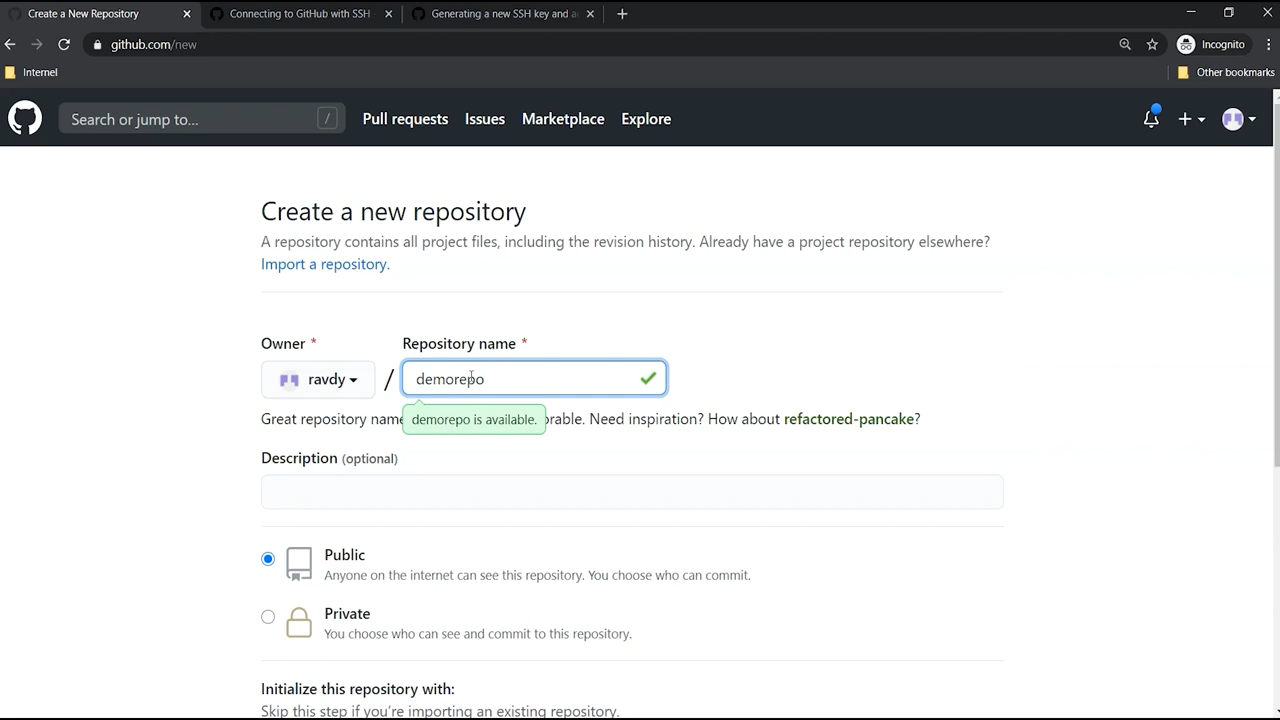 Create a New Repository
Connecting to GitHub with SSH
Generating a new SSH key and a
github.com/new
Incognito
Internet
Other bookmarks
Search or jump to...
/
Pull requests
Issues
Marketplace
Explore
Create a new repository
A repository contains all project files, including the revision history. Already have a project repository elsewhere?
Import a repository.
Owner *
Repository name *
ravdy
/
demorepo
Great repository name
demorepo is available.
orable. Need inspiration? How about refactored-pancake?
Description (optional)
Public
Anyone on the internet can see this repository. You choose who can commit.
Private
You choose who can see and commit to this repository.
Initialize this repository with:
Skip this step if you're importing an existing repository.